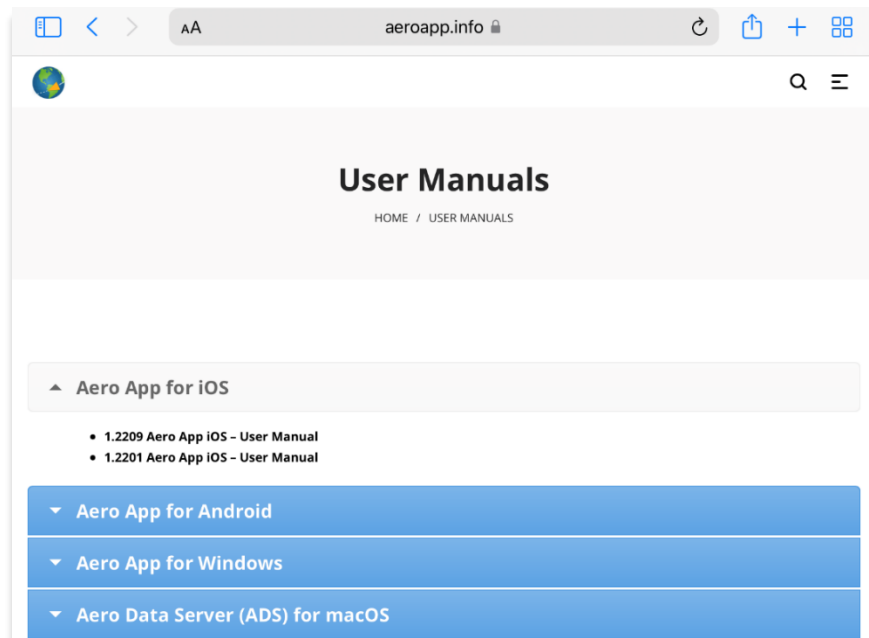 AA aeroapp.info
User Manuals
HOME / USER MANUALS
Aero App for iOS
1.2209 Aero App iOS – User Manual
1.2201 Aero App iOS – User Manual
Aero App for Android
Aero App for Windows
Aero Data Server (ADS) for macOS